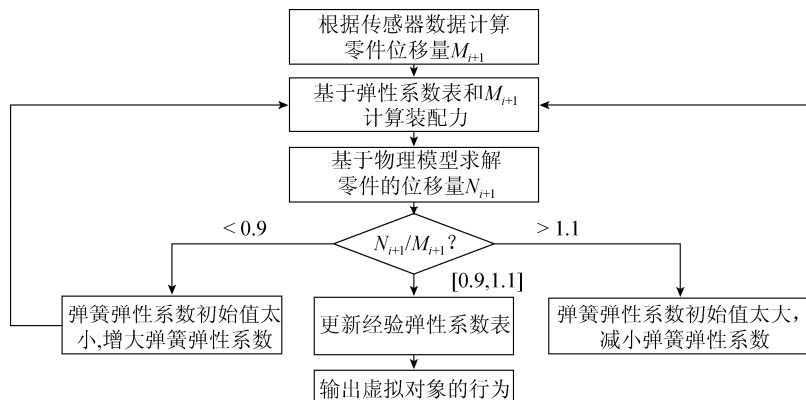 根据传感器数据计算
零件位移量Mi+1
基于弹性系数表和Mi+1
计算装配力
基于物理模型求解
零件的位移量Ni+1
< 0.9
Ni+1/Mi+1?
> 1.1
[0.9,1.1]
弹簧弹性系数初始值太
小,增大弹簧弹性系数
更新经验弹性系数表
弹簧弹性系数初始值太大，
减小弹簧弹性系数
输出虚拟对象的行为